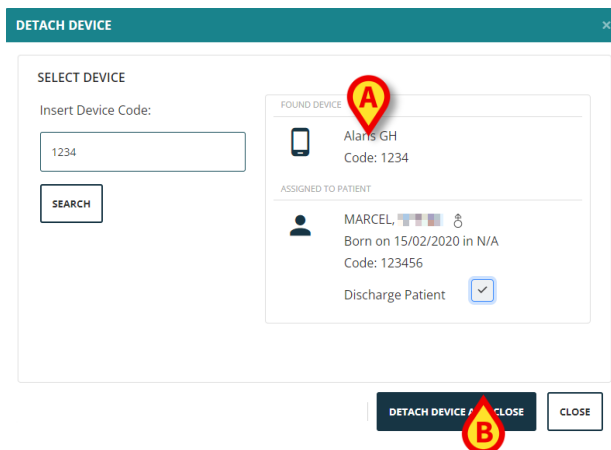 DETACH DEVICE ×
SELECT DEVICE
Insert Device Code:
1234
SEARCH
FOUND DEVICE
A
Alaris GH
Code: 1234
ASSIGNED TO PATIENT
MARCEL,
Born on 15/02/2020 in N/A
Code: 123456
Discharge Patient
DETACH DEVICE CLOSE
B
CLOSE